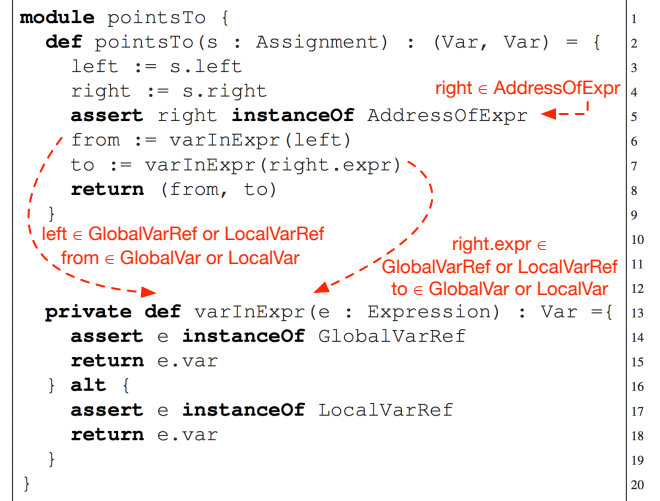 module pointsTo { 1
def pointsTo(s : Assignment) : (Var, Var) = { 2
left := s.left 3
right := s.right 4
right ∈ AddressOfExpr
assert right instanceOf AddressOfExpr 5
from := varInExpr(left) 6
to := varInExpr(right.expr) 7
return (from, to) 8
} 9
left ∈ GlobalVarRef or LocalVarRef 10
from ∈ GlobalVar or LocalVar 11
right.expr ∈
GlobalVarRef or LocalVarRef
to ∈ GlobalVar or LocalVar 12
private def varInExpr(e : Expression) : Var ={ 13
assert e instanceOf GlobalVarRef 14
return e.var 15
} alt { 16
assert e instanceOf LocalVarRef 17
return e.var 18
} 19
} 20